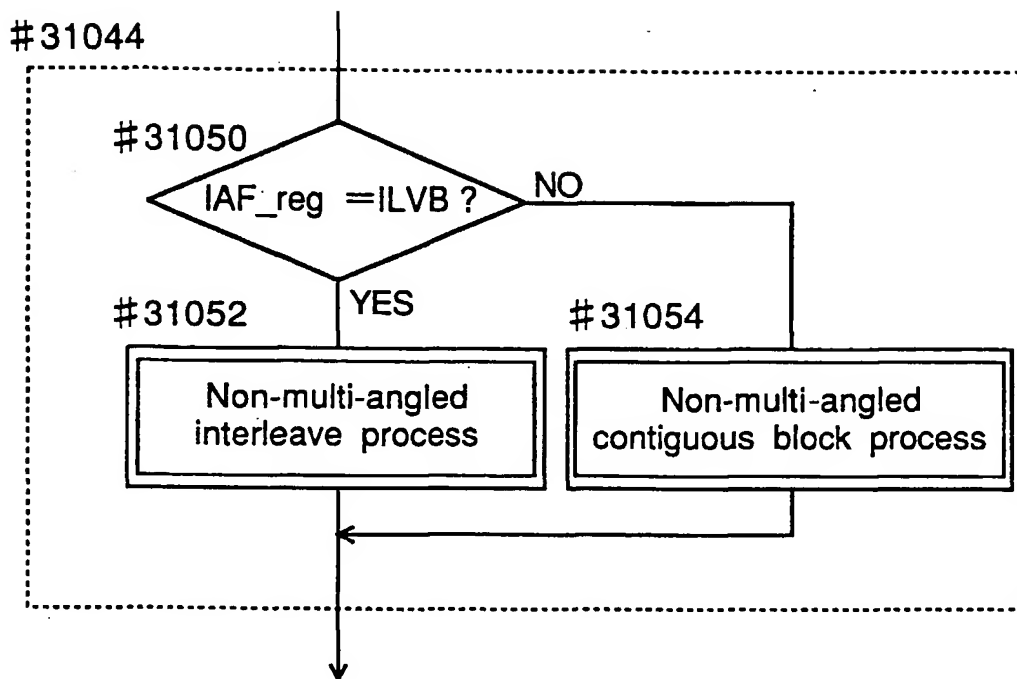 #31044
#31050
IAF_reg =ILVB ?
NO
YES
#31052
#31054
Non-multi-angled
interleave process
Non-multi-angled
contiguous block process